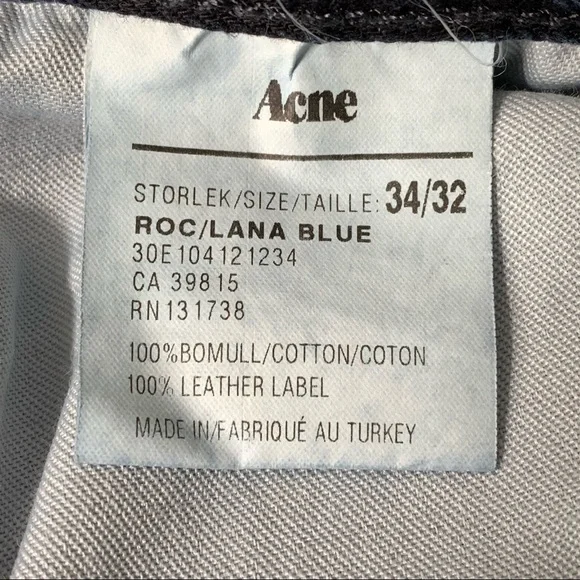 Acne
STORLEK/SIZE/TAILLE: 34/32
ROC/LANA BLUE
30E104121234
CA 39815
RN131738
100%BOMULL/COTTON/COTON
100% LEATHER LABEL
MADE IN/FABRIQUÉ AU TURKEY